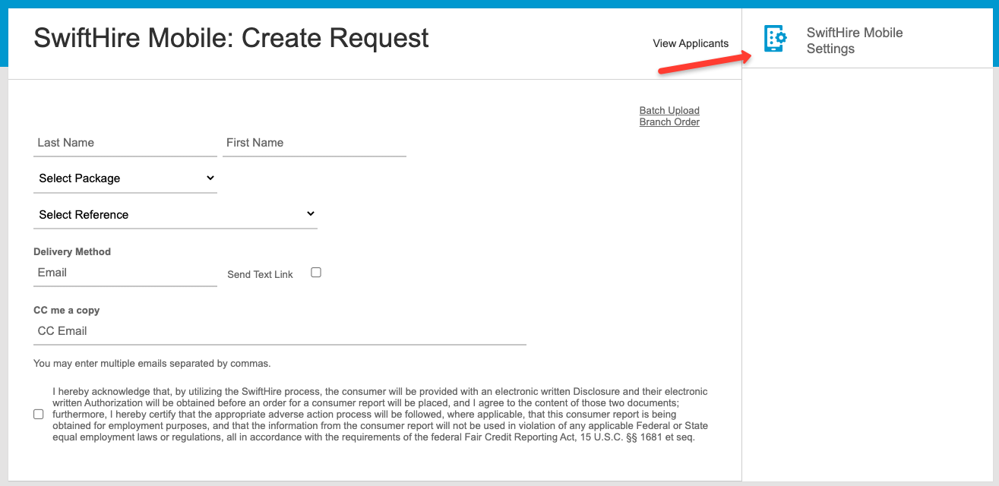 SwiftHire Mobile: Create Request
View Applicants
SwiftHire Mobile
Settings
Batch Upload
Branch Order
Last Name
First Name
Select Package
Select Reference
Delivery Method
Email
Send Text Link
CC me a copy
CC Email
You may enter multiple emails separated by commas.
I hereby acknowledge that, by utilizing the SwiftHire process, the consumer will be provided with an electronic written Disclosure and their electronic
written Authorization will be obtained before an order for a consumer report will be placed, and I agree to the content of those two documents;
furthermore, I hereby certify that the appropriate adverse action process will be followed, where applicable, that this consumer report is being
obtained for employment purposes, and that the information from the consumer report will not be used in violation of any applicable Federal or State
equal employment laws or regulations, all in accordance with the requirements of the federal Fair Credit Reporting Act, 15 U.S.C. §§ 1681 et seq.